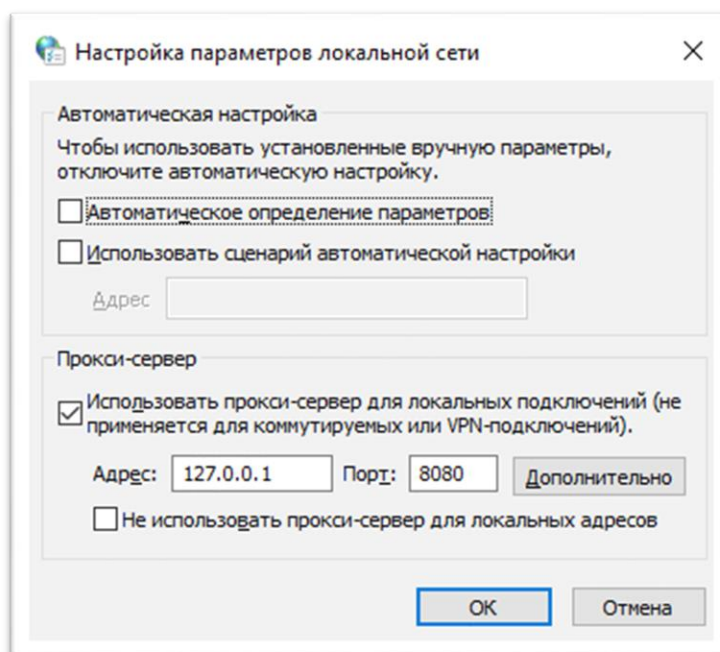 Настройка параметров локальной сети
Автоматическая настройка
Чтобы использовать установленные вручную параметры,
отключите автоматическую настройку.
Автоматическое определение параметров
Использовать сценарий автоматической настройки
Адрес
Прокси-сервер
Использовать прокси-сервер для локальных подключений (не
применяется для коммутируемых или VPN-подключений).
Адрес: 127.0.0.1 Порт: 8080 Дополнительно
Не использовать прокси-сервер для локальных адресов
ОК Отмена